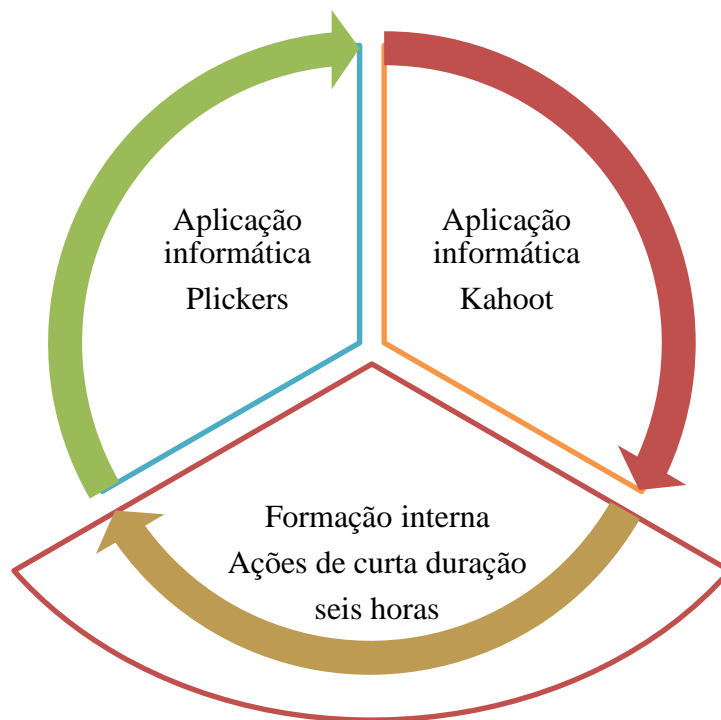 Aplicação
informática
Plickers
Aplicação
informática
Kahoot
Formação interna
Ações de curta duração
seis horas